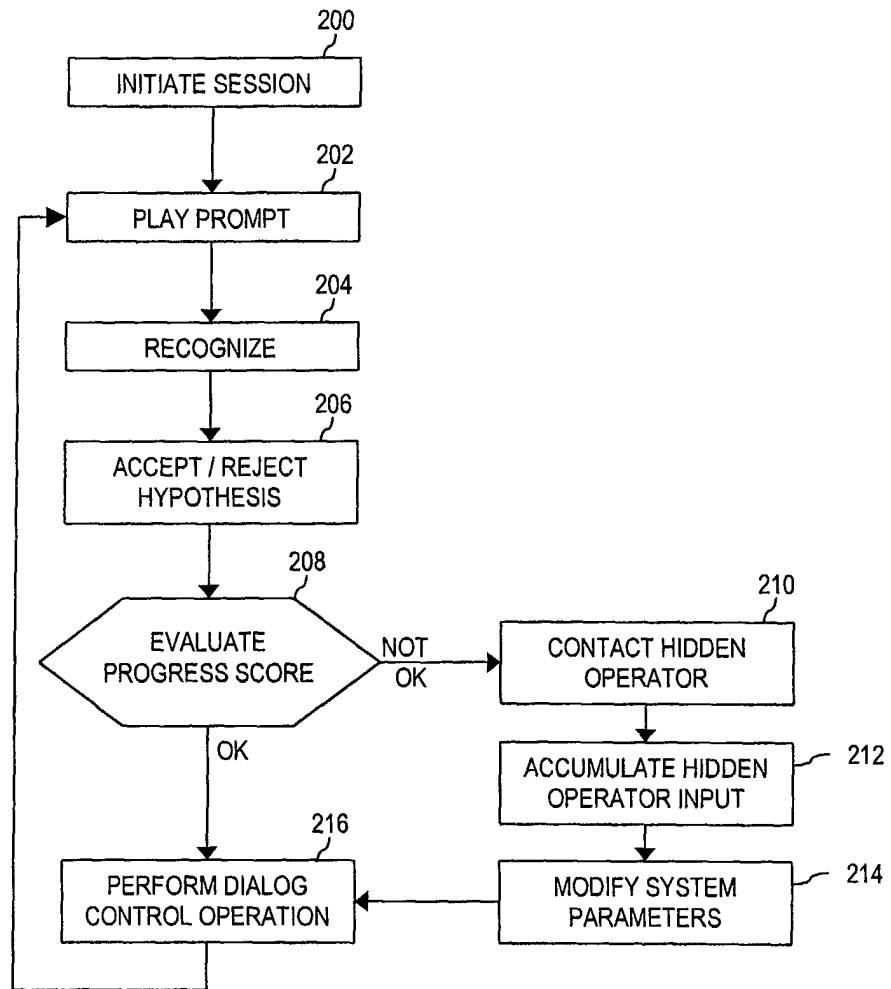 200
INITIATE SESSION
202
PLAY PROMPT
204
RECOGNIZE
206
ACCEPT / REJECT
HYPOTHESIS
208
EVALUATE
PROGRESS SCORE
NOT
OK
OK
210
CONTACT HIDDEN
OPERATOR
212
ACCUMULATE HIDDEN
OPERATOR INPUT
214
MODIFY SYSTEM
PARAMETERS
216
PERFORM DIALOG
CONTROL OPERATION